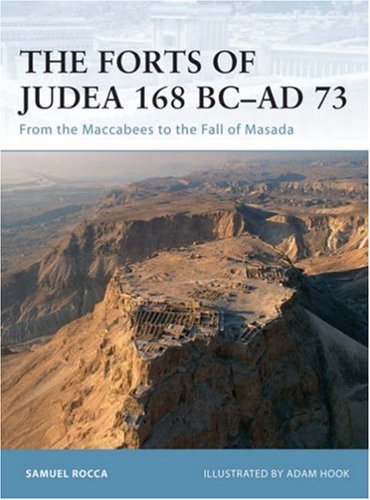 THE FORTS OF
JUDEA 168 BC–AD 73
From the Maccabees to the Fall of Masada
SAMUEL ROCCA
ILLUSTRATED BY ADAM HOOK